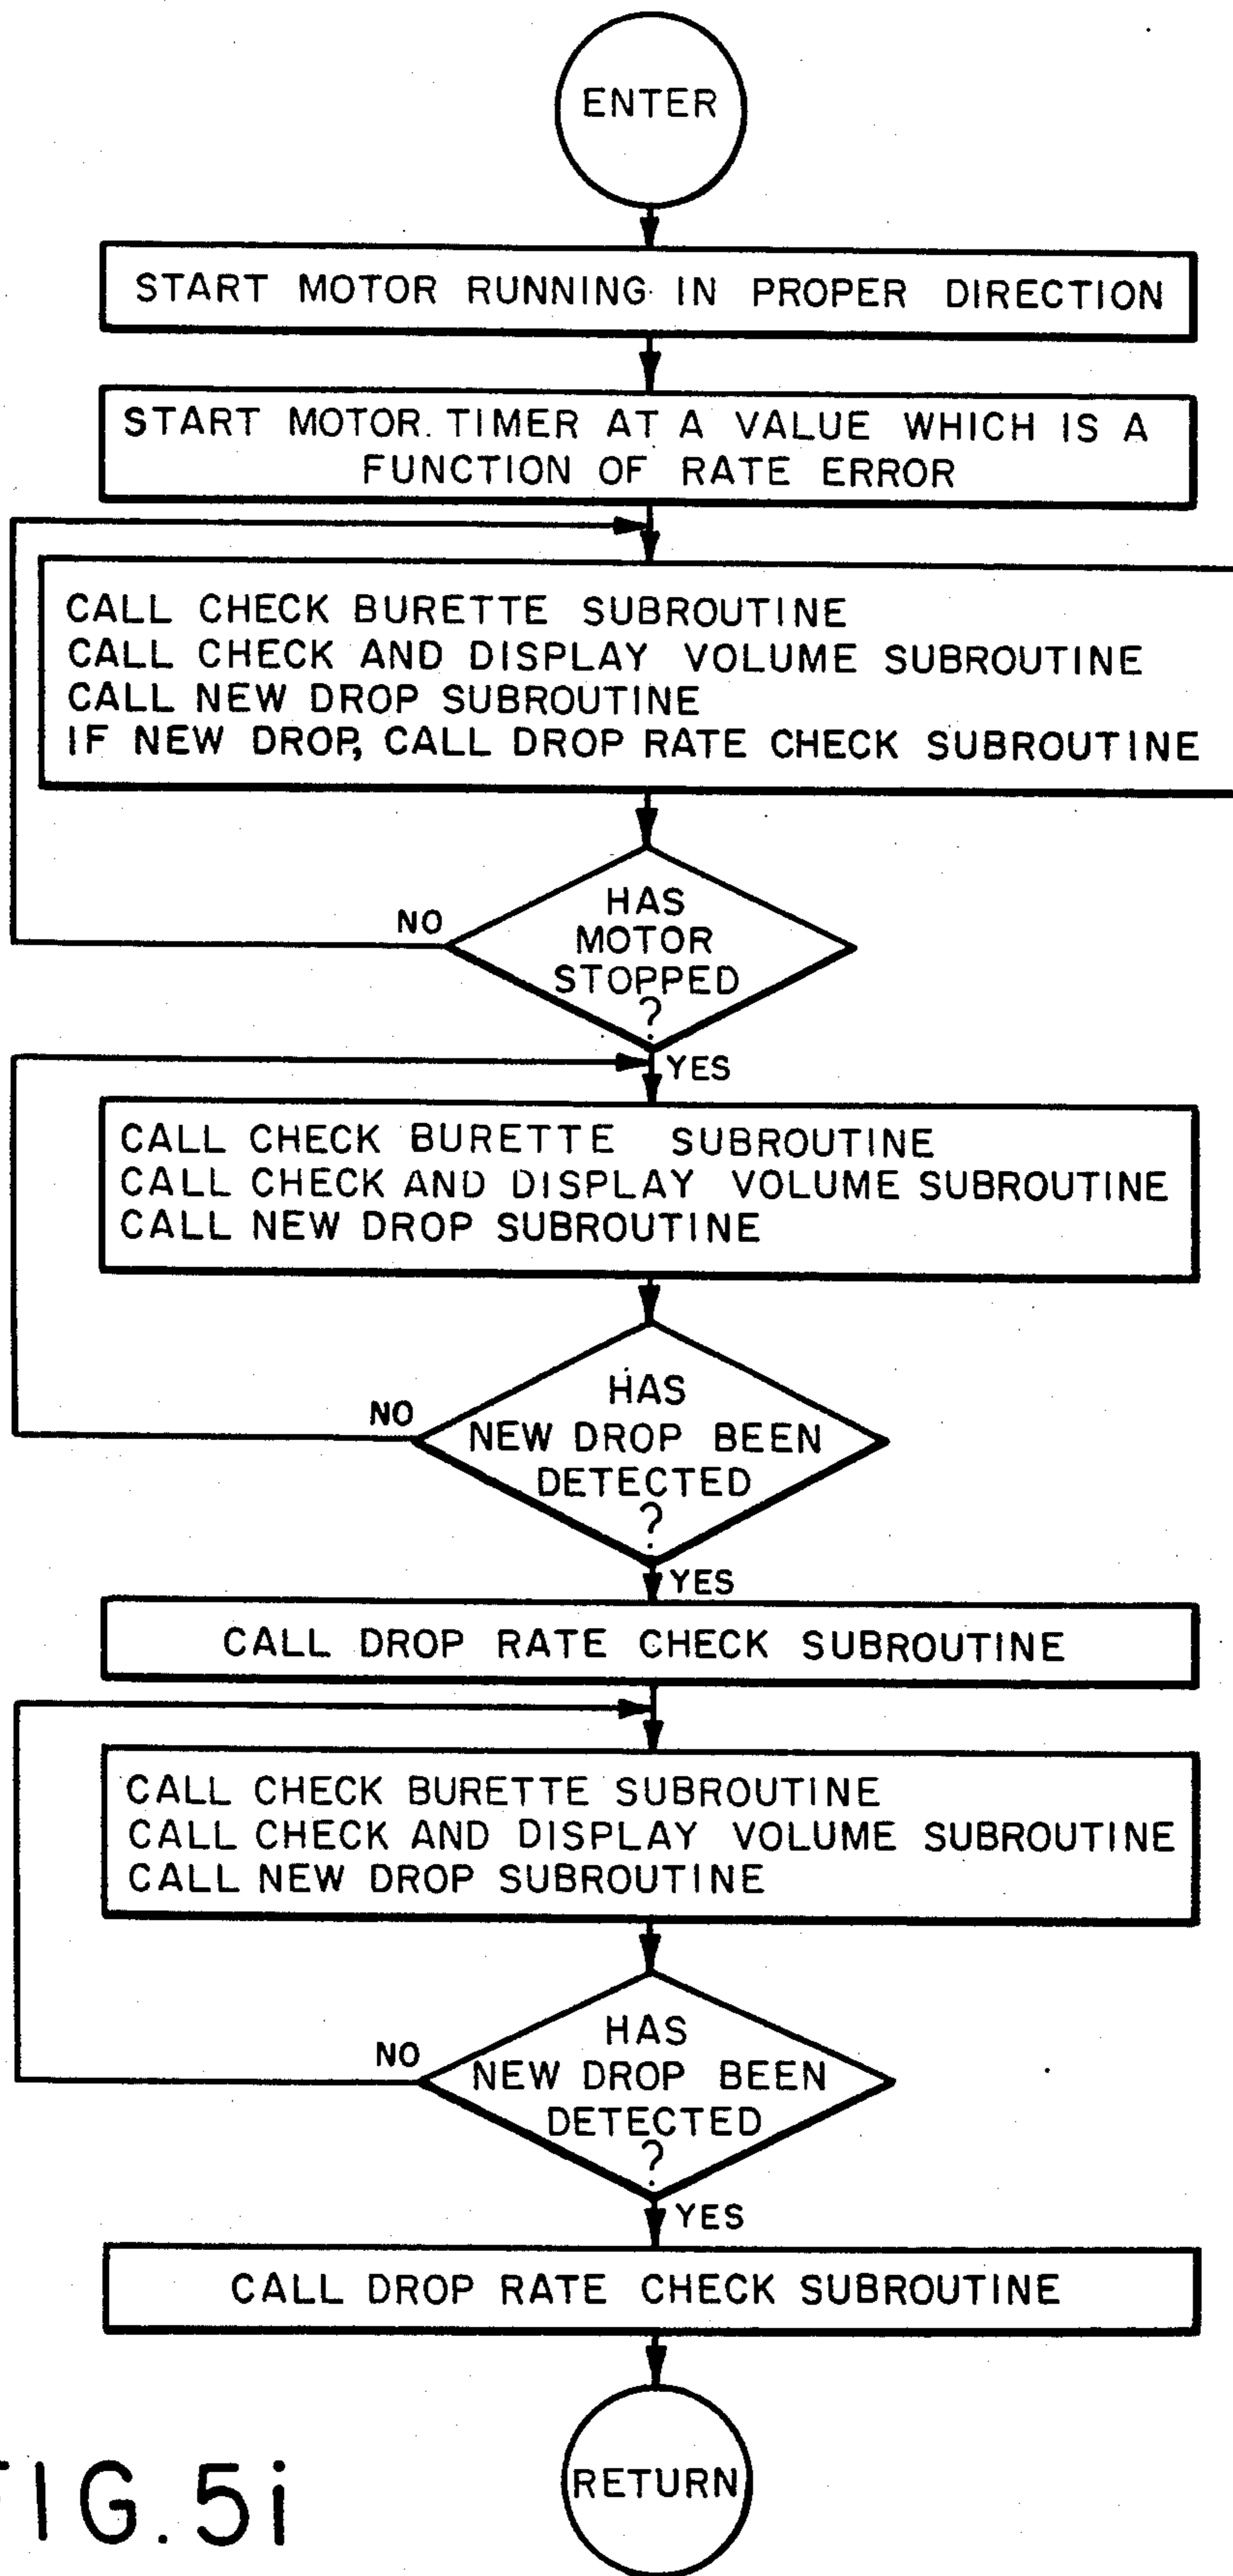 ENTER
START MOTOR RUNNING IN PROPER DIRECTION
START MOTOR TIMER AT A VALUE WHICH IS A
FUNCTION OF RATE ERROR
CALL CHECK BURETTE SUBROUTINE
CALL CHECK AND DISPLAY VOLUME SUBROUTINE
CALL NEW DROP SUBROUTINE
IF NEW DROP, CALL DROP RATE CHECK SUBROUTINE
NO
HAS
MOTOR
STOPPED
?
YES
CALL CHECK BURETTE SUBROUTINE
CALL CHECK AND DISPLAY VOLUME SUBROUTINE
CALL NEW DROP SUBROUTINE
NO
HAS
NEW DROP BEEN
DETECTED
?
YES
CALL DROP RATE CHECK SUBROUTINE
CALL CHECK BURETTE SUBROUTINE
CALL CHECK AND DISPLAY VOLUME SUBROUTINE
CALL NEW DROP SUBROUTINE
NO
HAS
NEW DROP BEEN
DETECTED
?
YES
CALL DROP RATE CHECK SUBROUTINE
RETURN
FIG. 5i